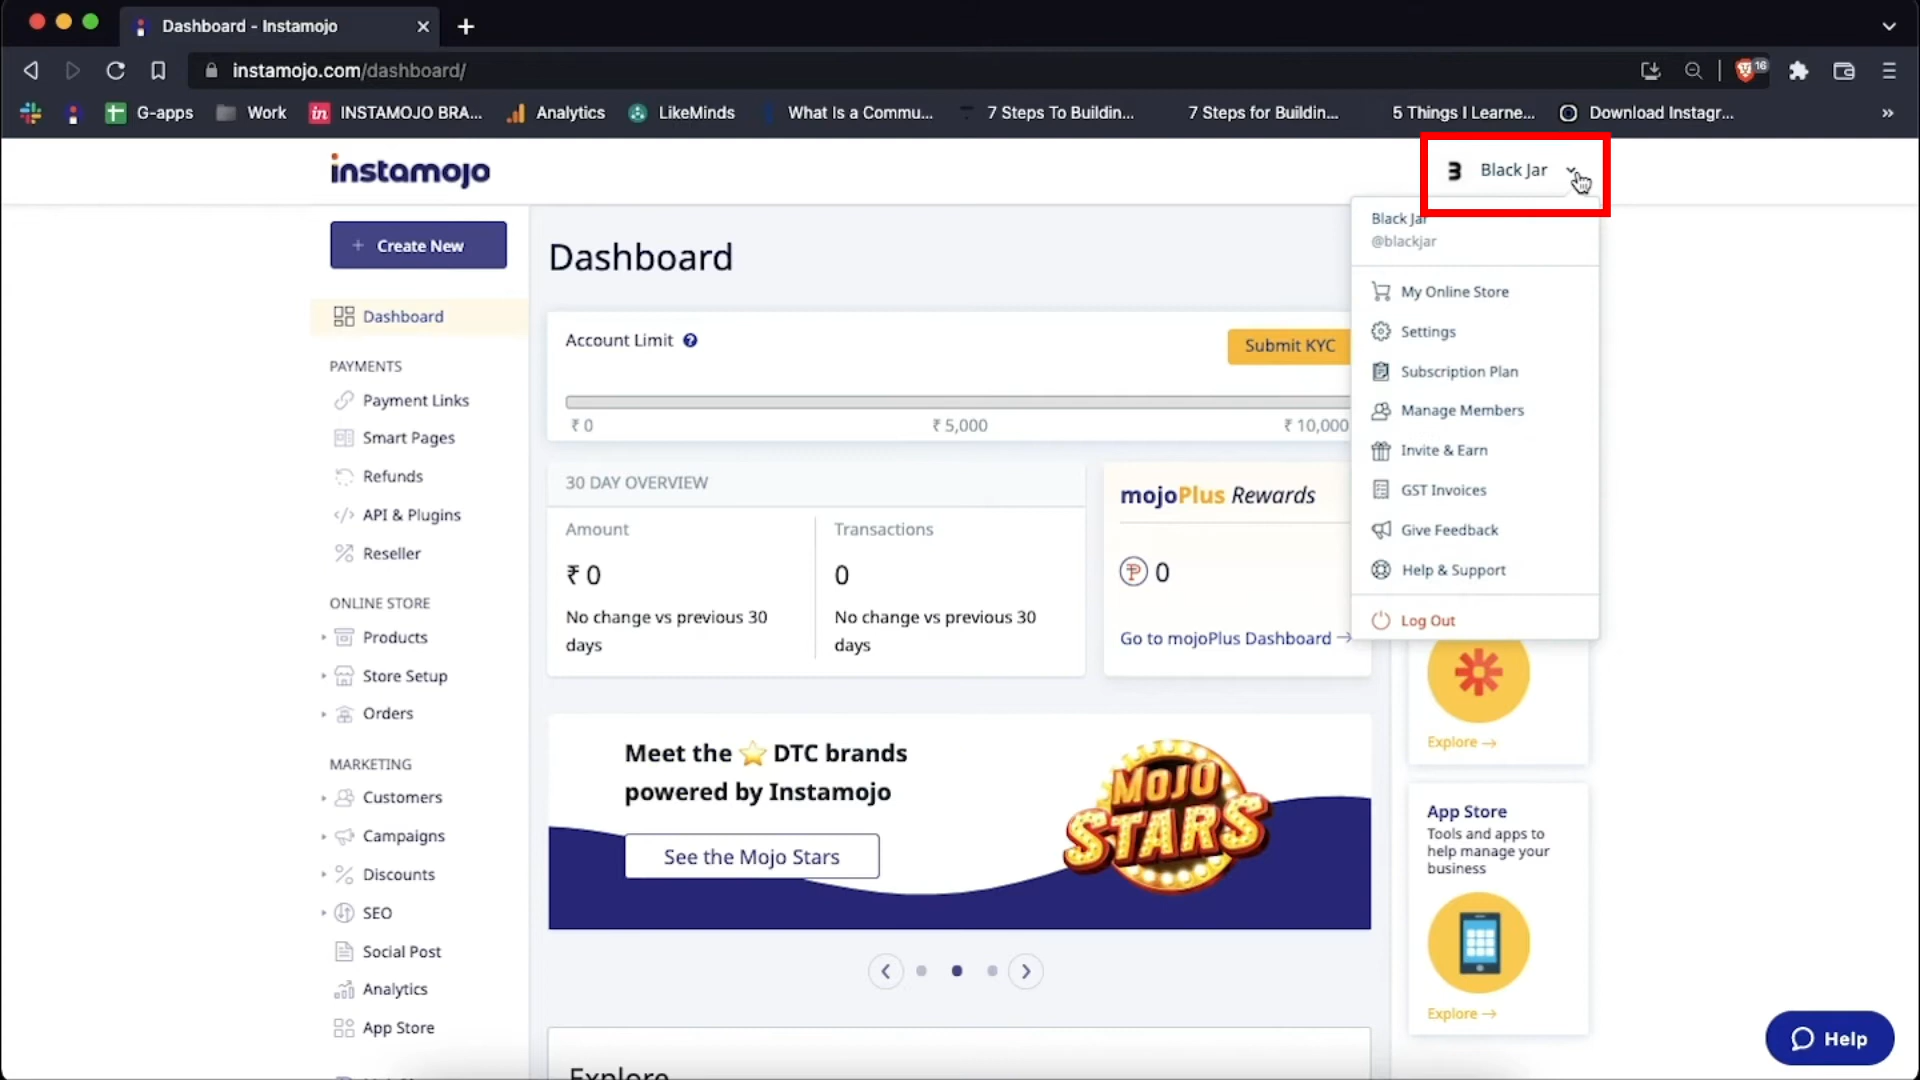 Dashboard - Instamojo
instamojo.com/dashboard/
16
G-apps
Work
in
INSTAMOJO BRA...
Analytics
LikeMinds
What Is a Commu...
7 Steps To Buildin...
7 Steps for Buildin...
5 Things I Learne...
Download Instagr...
»
instamojo
Black Jar
Black Jar
@blackjar
My Online Store
Settings
Subscription Plan
Manage Members
Invite & Earn
GST Invoices
Give Feedback
Help & Support
Log Out
+ Create New
Dashboard
PAYMENTS
Payment Links
Smart Pages
Refunds
API & Plugins
Reseller
ONLINE STORE
Products
Store Setup
Orders
MARKETING
Customers
Campaigns
Discounts
SEO
Social Post
Analytics
App Store
Dashboard
Account Limit ?
Submit KYC
₹ 0
₹ 5,000
₹ 10,000
30 DAY OVERVIEW
Amount
₹ 0
No change vs previous 30
days
Transactions
0
No change vs previous 30
days
mojoPlus Rewards
0
Go to mojoPlus Dashboard →
Meet the ⭐ DTC brands
powered by Instamojo
See the Mojo Stars
MOJO
STARS
Explore
Explore →
App Store
Tools and apps to
help manage your
business
Explore →
Help